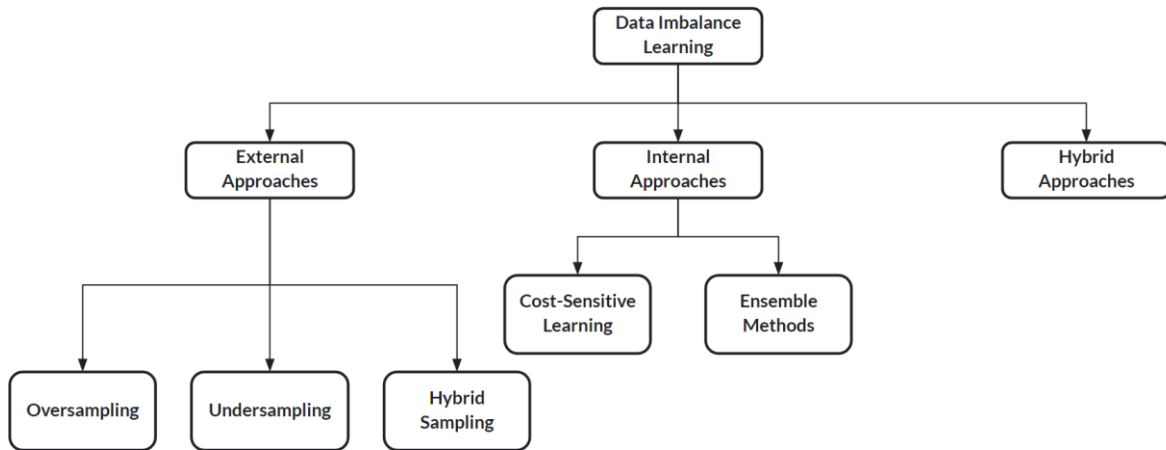 Data Imbalance
Learning
External
Approaches
Internal
Approaches
Hybrid
Approaches
Cost-Sensitive
Learning
Ensemble
Methods
Oversampling
Undersampling
Hybrid
Sampling